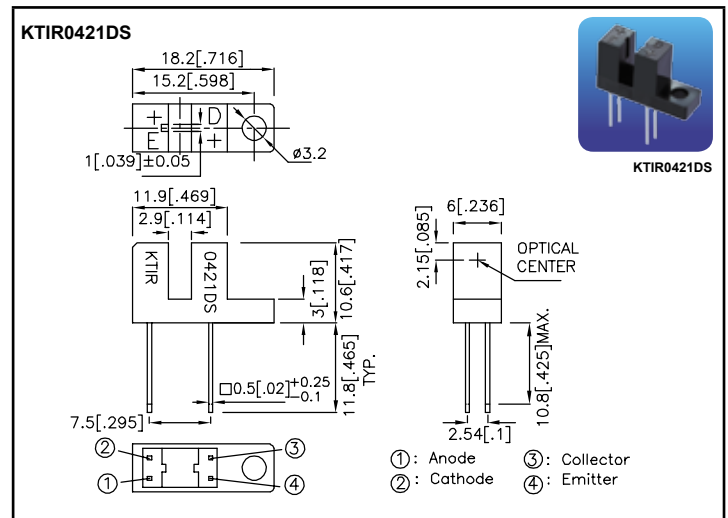 KTIR0421DS
18.2[.716]
15.2[.598]
+ D
E +
1[.039]±0.05
ø3.2
KTIR0421DS
11.9[.469]
2.9[.114]
KTIR
0421DS
3[.118]
10.6[.417]
6[.236]
2.15[.085]
OPTICAL
CENTER
□0.5[.02]+0.25
−0.1
11.8[.465]
TYP.
10.8[.425]MAX.
7.5[.295]
2.54[.1]
② ③
① ④
①: Anode ③: Collector
②: Cathode ④: Emitter